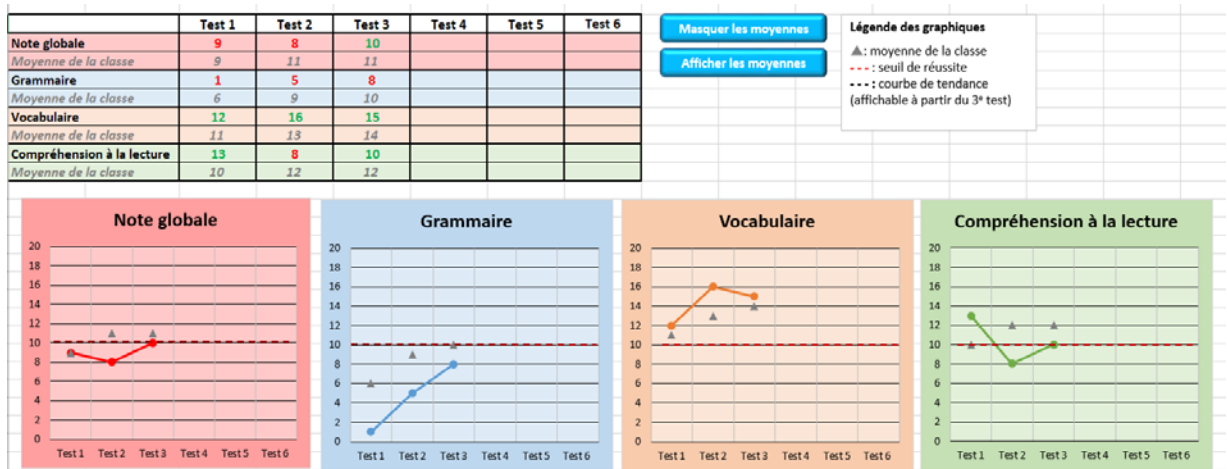 Test 1 Test 2 Test 3 Test 4 Test 5 Test 6
Note globale 9 8 10
Moyenne de la classe 9 11 11
Grammaire 1 5 8
Moyenne de la classe 6 9 10
Vocabulaire 12 16 15
Moyenne de la classe 11 13 14
Compréhension à la lecture 13 8 10
Moyenne de la classe 10 12 12
Masquer les moyennes
Afficher les moyennes
Légende des graphiques
▲: moyenne de la classe
---: seuil de réussite
---: courbe de tendance
(affichable à partir du 3ᵉ test)
Note globale
20
18
16
14
12
10
8
6
4
2
0
Test 1 Test 2 Test 3 Test 4 Test 5 Test 6
Grammaire
20
18
16
14
12
10
8
6
4
2
0
Test 1 Test 2 Test 3 Test 4 Test 5 Test 6
Vocabulaire
20
18
16
14
12
10
8
6
4
2
0
Test 1 Test 2 Test 3 Test 4 Test 5 Test 6
Compréhension à la lecture
20
18
16
14
12
10
8
6
4
2
0
Test 1 Test 2 Test 3 Test 4 Test 5 Test 6